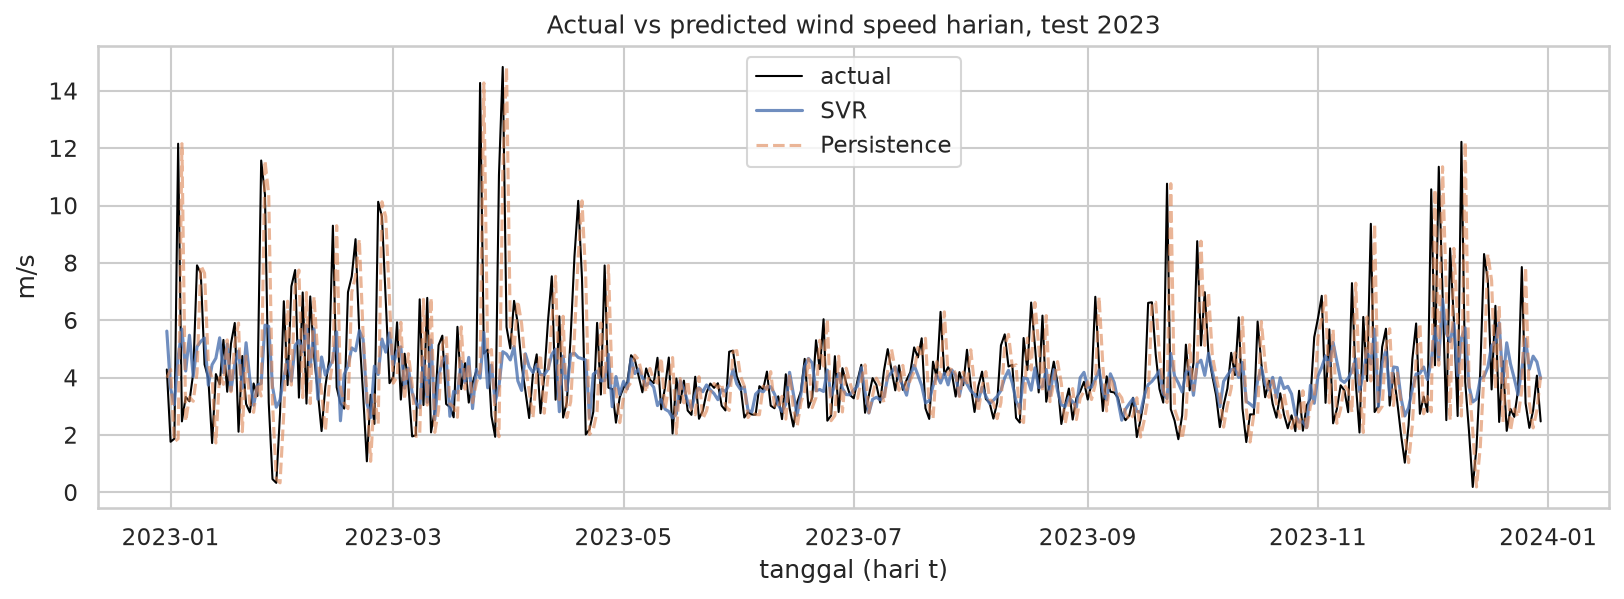 Actual vs predicted wind speed harian, test 2023
actual
SVR
Persistence
m/s
14
12
10
8
6
4
2
0
2023-01
2023-03
2023-05
2023-07
2023-09
2023-11
2024-01
tanggal (hari t)